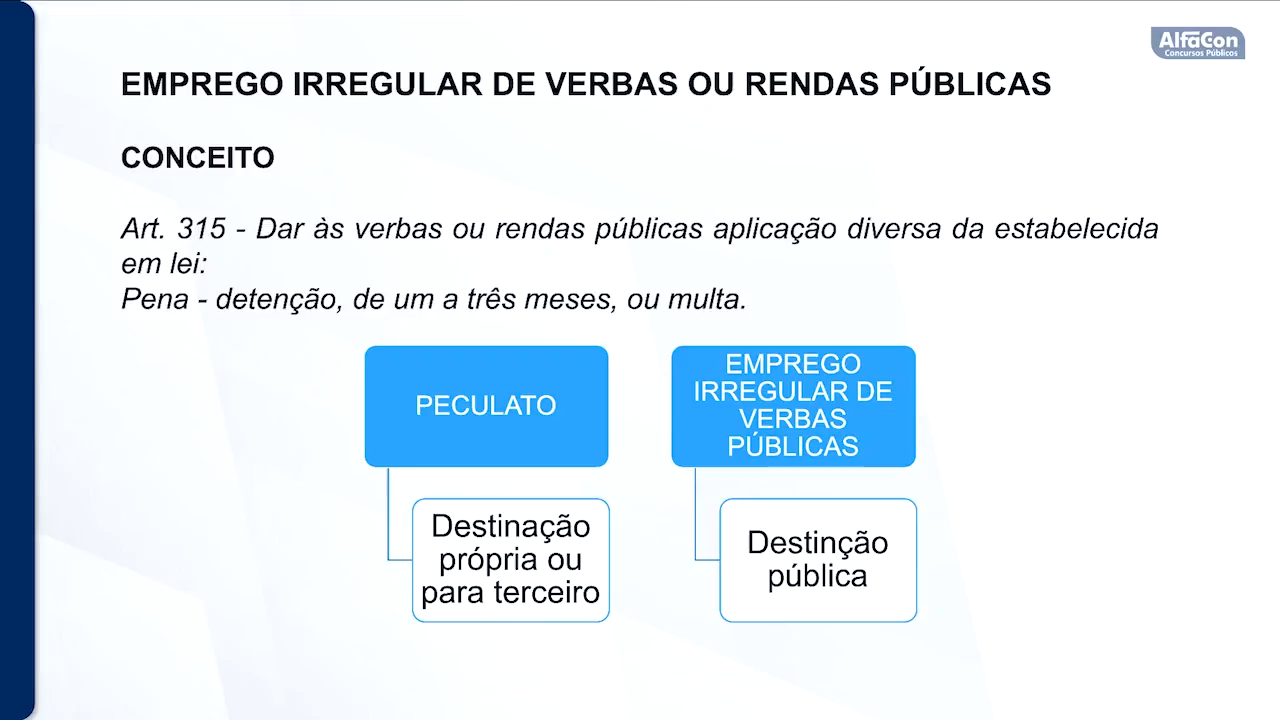 AlfaCon
Concursos Públicos
EMPREGO IRREGULAR DE VERBAS OU RENDAS PÚBLICAS
CONCEITO
Art. 315 - Dar às verbas ou rendas públicas aplicação diversa da estabelecida
em lei:
Pena - detenção, de um a três meses, ou multa.
PECULATO
Destinação
própria ou
para terceiro
EMPREGO
IRREGULAR DE
VERBAS
PÚBLICAS
Destinção
pública